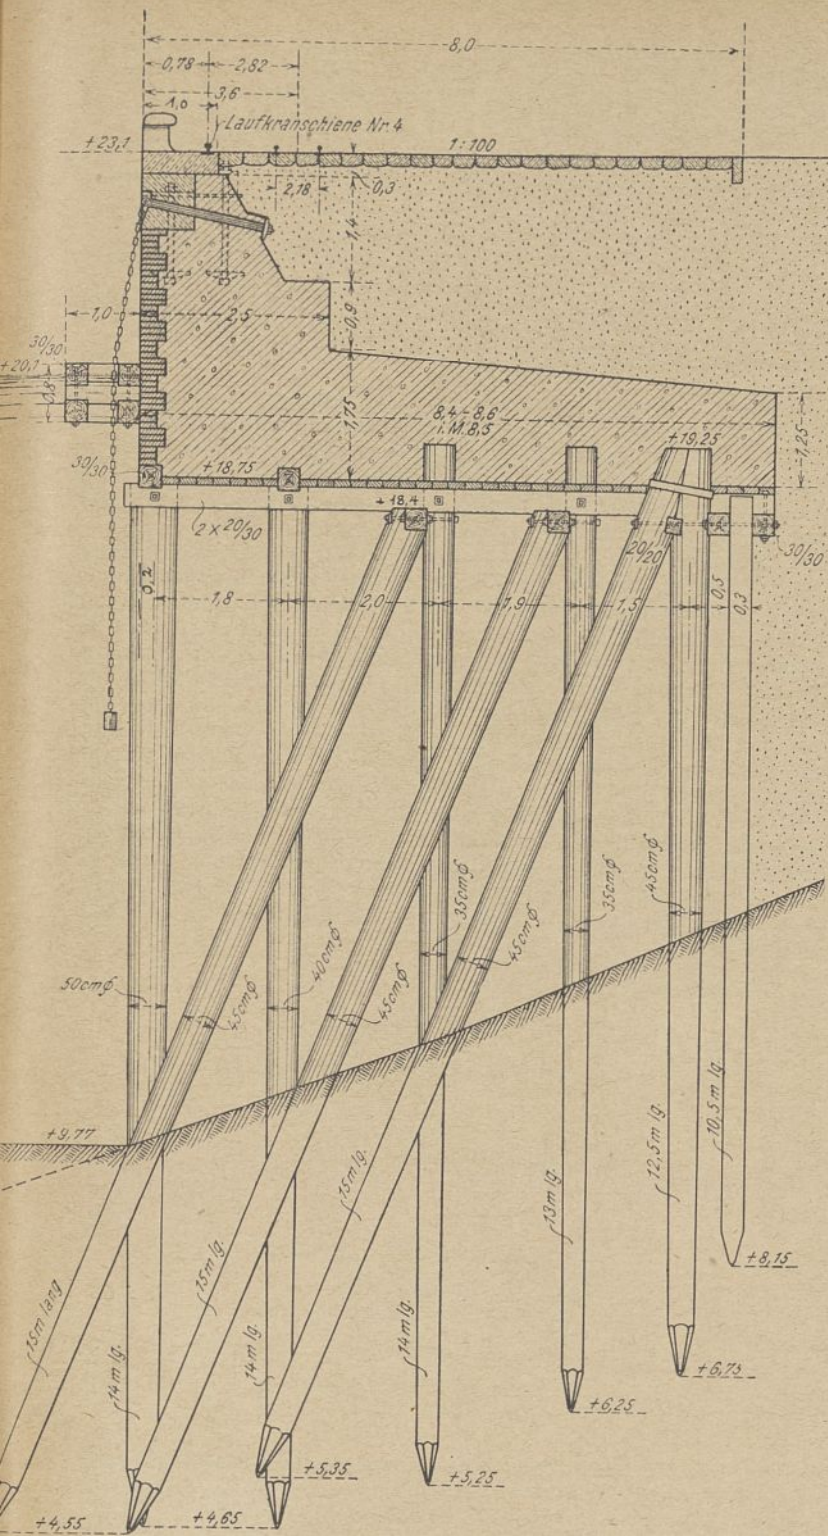 8,0
0,78
2,82
3,6
1,0
Laufkranschiene Nr. 4
+23,1
1:100
2,18
0,3
1,4
1,0
2,5
0,9
30/30
+20,1
0,8
8,4-8,6
i.M.8,5
1,75
1,25
+19,25
30/30
+18,75
+18,4
2 x 20/30
20/20
30/30
0,2
1,8
2,0
1,9
1,5
0,5
0,3
45cmϕ
35cmϕ
35cmϕ
45cmϕ
40cmϕ
50cmϕ
45cmϕ
45cmϕ
+9,77
10,5m lg.
12,5m lg.
13m lg.
15m lg.
15m lg.
15m lang
14m lg.
14m lg.
14m lg.
+8,15
+6,75
+6,25
+5,35
+5,25
+4,55
+4,65